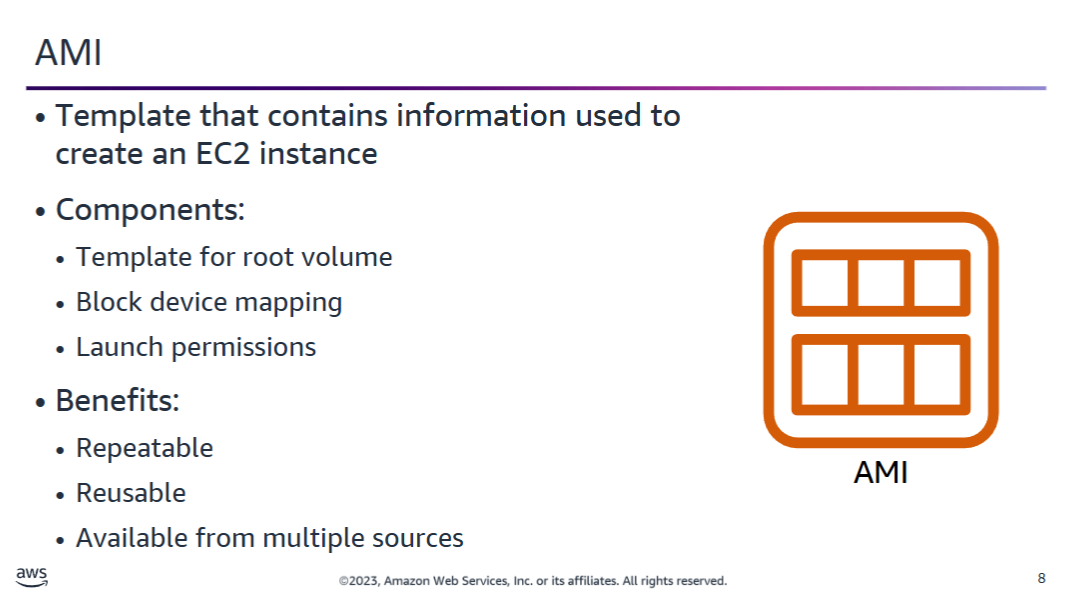 AMI
• Template that contains information used to
create an EC2 instance
• Components:
• Template for root volume
• Block device mapping
• Launch permissions
• Benefits:
• Repeatable
• Reusable
• Available from multiple sources
AMI
aws
©2023, Amazon Web Services, Inc. or its affiliates. All rights reserved.
8